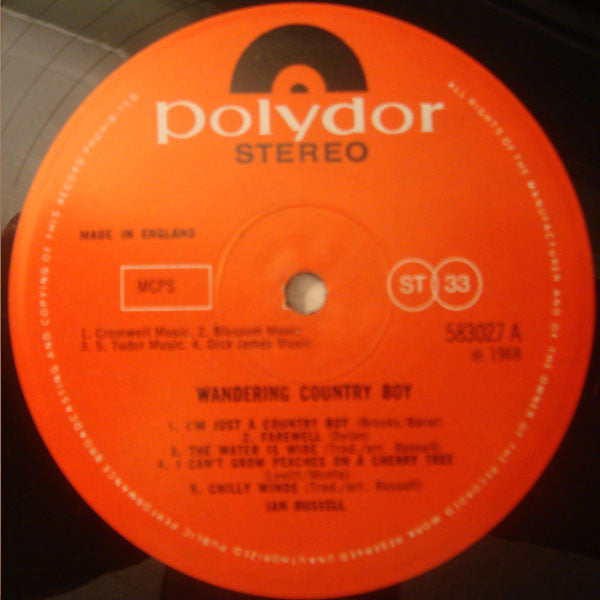 polydor
STEREO
MADE IN ENGLAND
MCPS
ST 33
1. Cromwell Music, 2. Blossom Music,
3. 5. Tudor Music, 4. Dick James Music
583027 A
℗ 1968
WANDERING COUNTRY BOY
1. I'M JUST A COUNTRY BOY (Brooks/Barer)
2. FAREWELL (Dylan)
3. THE WATER IS WIDE (Trad./arr. Russell)
4. I CAN'T GROW PEACHES ON A CHERRY TREE
(Levitt/Monte)
5. CHILLY WINDS (Trad./arr. Russell)
IAN RUSSELL
ALL RIGHTS OF THE MANUFACTURER AND OF THE OWNER OF THE RECORDED WORK RESERVED UNAUTHORIZED PUBLIC PERFORMANCE BROADCASTING AND COPYING OF THIS RECORD PROHIBITED